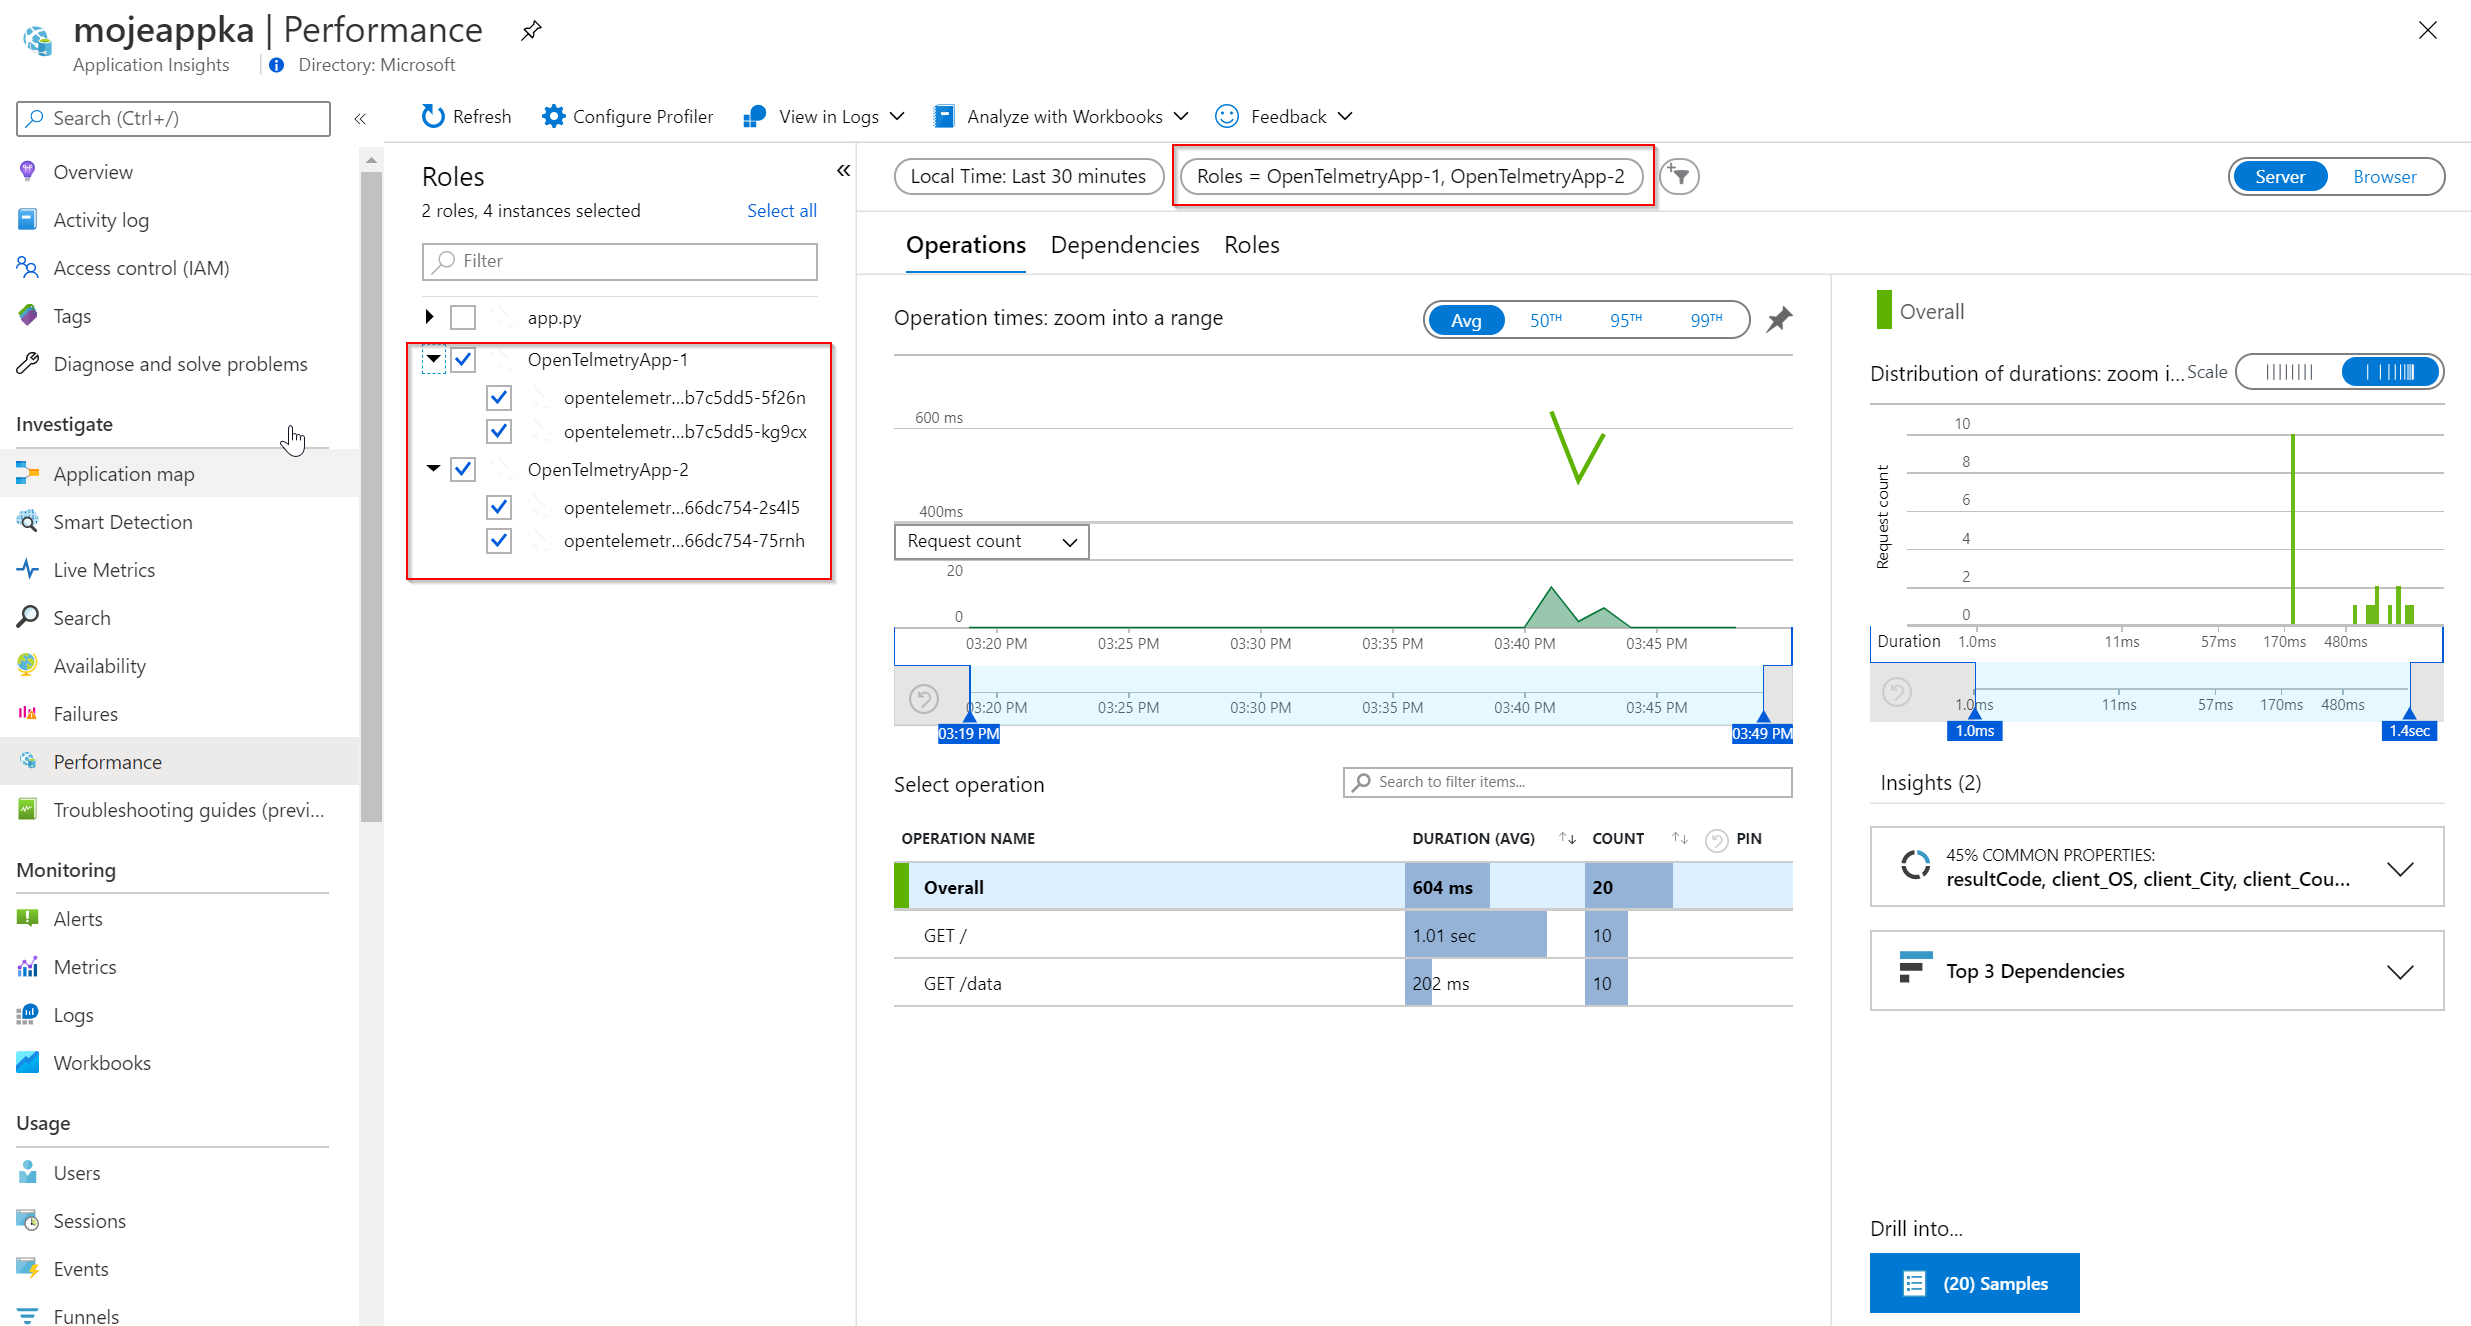 mojeappka | Performance
Application Insights
Directory: Microsoft
Search (Ctrl+/)
Overview
Activity log
Access control (IAM)
Tags
Diagnose and solve problems
Investigate
Application map
Smart Detection
Live Metrics
Search
Availability
Failures
Performance
Troubleshooting guides (previ...
Monitoring
Alerts
Metrics
Logs
Workbooks
Usage
Users
Sessions
Events
Funnels
Refresh
Configure Profiler
View in Logs
Analyze with Workbooks
Feedback
Roles
2 roles, 4 instances selected
Select all
Filter
app.py
OpenTelmetryApp-1
opentelemetr...b7c5dd5-5f26n
opentelemetr...b7c5dd5-kg9cx
OpenTelmetryApp-2
opentelemetr...66dc754-2s4l5
opentelemetr...66dc754-75rnh
Local Time: Last 30 minutes
Roles = OpenTelmetryApp-1, OpenTelmetryApp-2
Server
Browser
Operations
Dependencies
Roles
Operation times: zoom into a range
Avg
50TH
95TH
99TH
600 ms
400ms
Request count
20
0
03:20 PM
03:25 PM
03:30 PM
03:35 PM
03:40 PM
03:45 PM
03:20 PM
03:25 PM
03:30 PM
03:35 PM
03:40 PM
03:45 PM
03:19 PM
03:49 PM
Select operation
Search to filter items...
OPERATION NAME
DURATION (AVG)
COUNT
PIN
Overall
604 ms
20
GET /
1.01 sec
10
GET /data
202 ms
10
Overall
Distribution of durations: zoom i...
Scale
Request count
10
8
6
4
2
0
Duration
1.0ms
11ms
57ms
170ms
480ms
1.0ms
11ms
57ms
170ms
480ms
1.0ms
1.4sec
Insights (2)
45% COMMON PROPERTIES:
resultCode, client_OS, client_City, client_Cou...
Top 3 Dependencies
Drill into...
(20) Samples